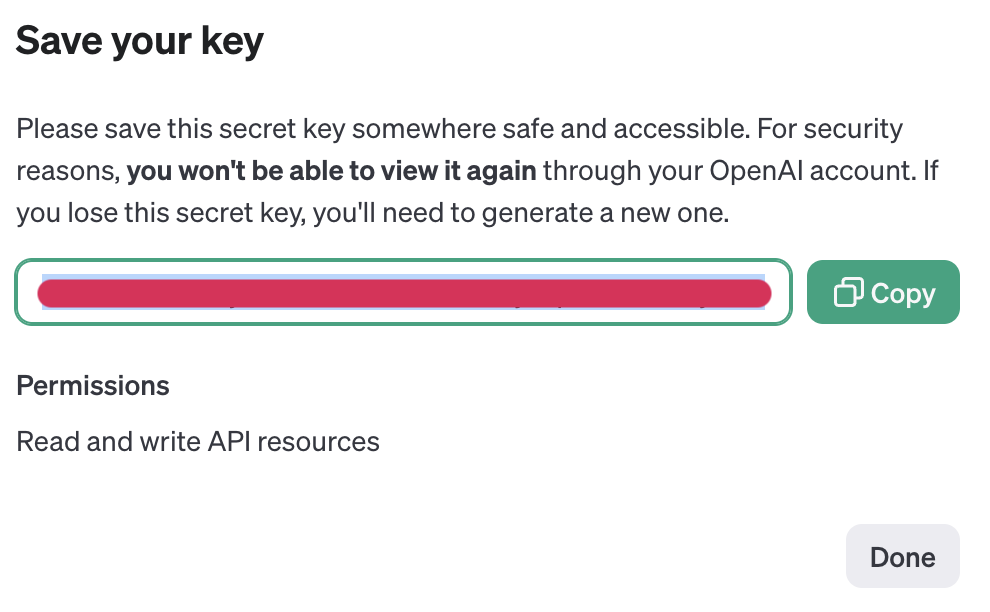 Save your key
Please save this secret key somewhere safe and accessible. For security
reasons, you won't be able to view it again through your OpenAI account. If
you lose this secret key, you'll need to generate a new one.
Copy
Permissions
Read and write API resources
Done